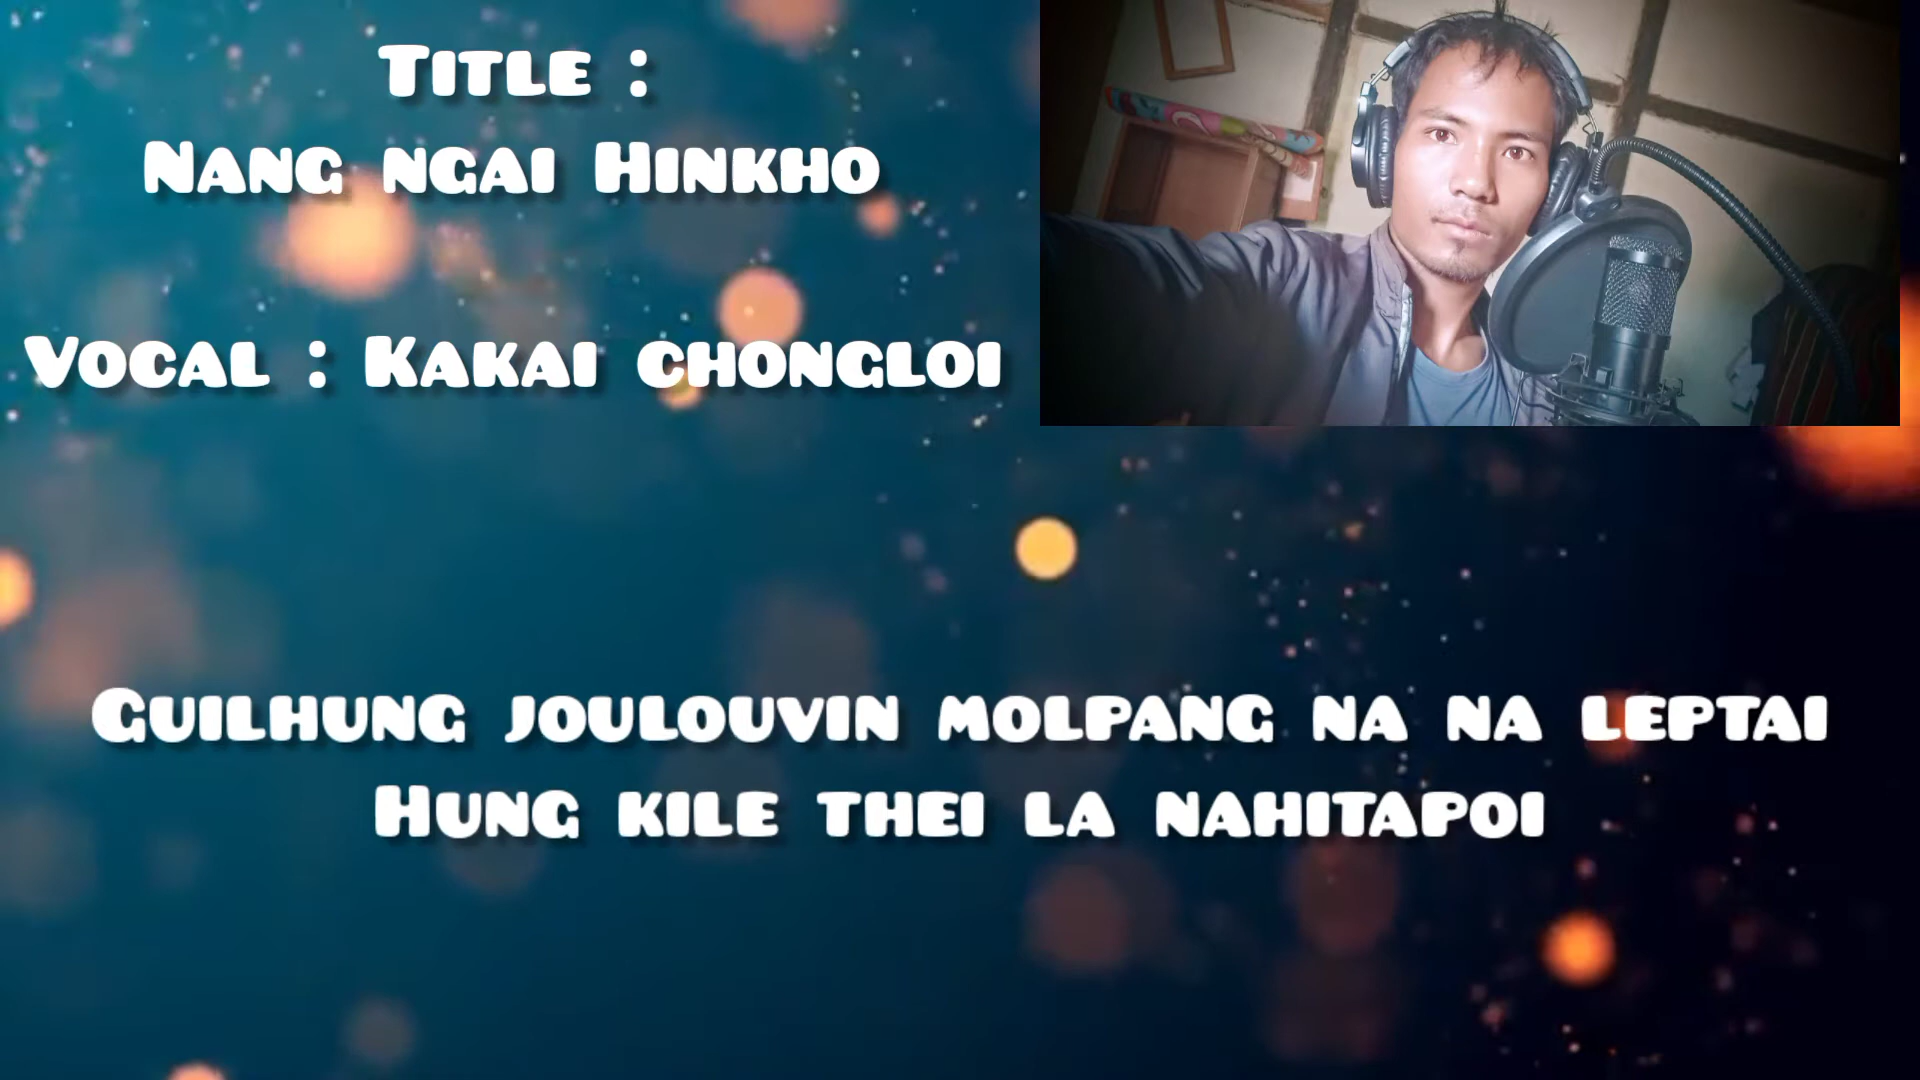 Title :
Nang ngai Hinkho
Vocal : Kakai chongloi
Guilhung joulouvin molpang na na leptai
Hung kile thei la nahitapoi